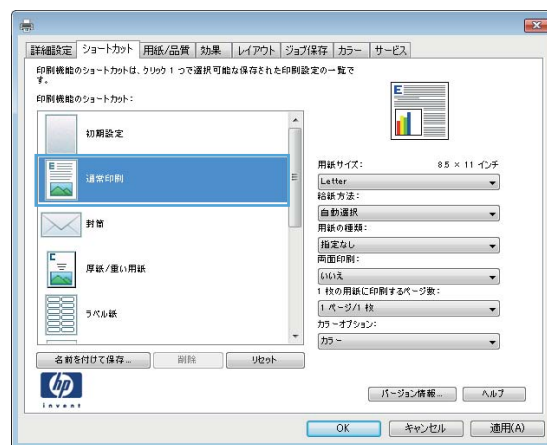 詳細設定 ショートカット 用紙/品質 効果 レイアウト ジョブ保存 カラー サービス
印刷機能のショートカットは、クリック 1 つで選択可能な保存された印刷設定の一覧で
す。
印刷機能のショートカット:
初期設定
通常印刷
封筒
厚紙/重い用紙
ラベル紙
名前を付けて保存... 削除 リセット
E
用紙サイズ: 8.5 × 11 インチ
Letter
給紙方法:
自動選択
用紙の種類:
指定なし
両面印刷:
いいえ
1 枚の用紙に印刷するページ数:
1 ページ/1 枚
カラーオプション:
カラー
hp
invent
バージョン情報... ヘルプ
OK キャンセル 適用(A)